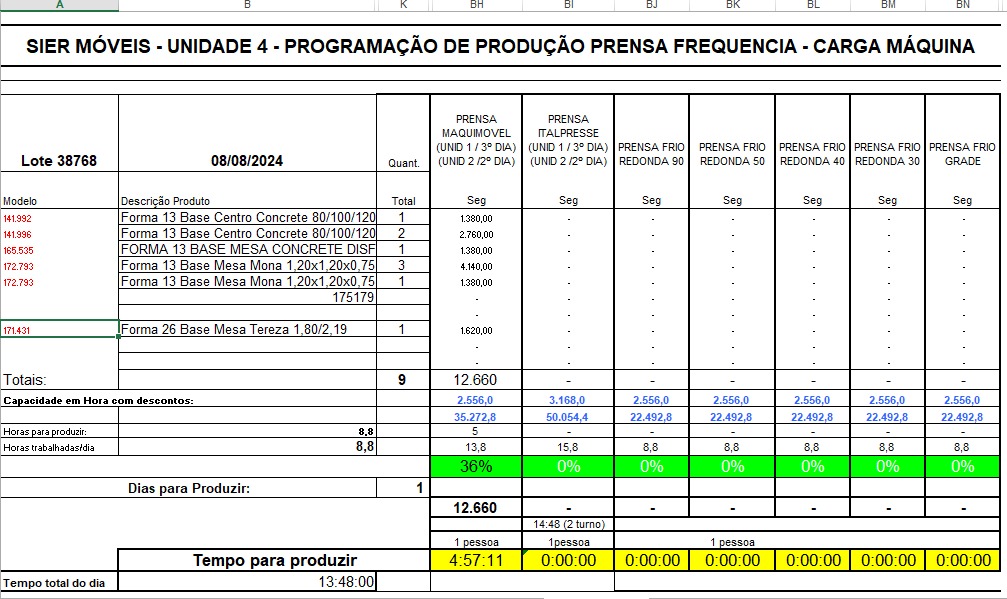 A B K BH BI BJ BK BL BM BN
SIER MÓVEIS - UNIDADE 4 - PROGRAMAÇÃO DE PRODUÇÃO PRENSA FREQUENCIA - CARGA MÁQUINA
Lote 38768 08/08/2024 Quant.
PRENSA MAQUIMOVEL (UNID 1 / 3º DIA) (UNID 2 /2º DIA)
PRENSA ITALPRESSE (UNID 1 / 3º DIA) (UNID 2 /2º DIA)
PRENSA FRIO REDONDA 90
PRENSA FRIO REDONDA 50
PRENSA FRIO REDONDA 40
PRENSA FRIO REDONDA 30
PRENSA FRIO GRADE
Modelo Descrição Produto Total Seg Seg Seg Seg Seg Seg Seg
141.992 Forma 13 Base Centro Concrete 80/100/120 1 1.380,00 - - - - - -
141.996 Forma 13 Base Centro Concrete 80/100/120 2 2.760,00 - - - - - -
165.535 FORMA 13 BASE MESA CONCRETE DISF 1 1.380,00 - - - - - -
172.793 Forma 13 Base Mesa Mona 1,20x1,20x0,75 3 4.140,00 - - - - - -
172.793 Forma 13 Base Mesa Mona 1,20x1,20x0,75 1 1.380,00 - - - - - -
175179 - - - - - - -
171.431 Forma 26 Base Mesa Tereza 1,80/2,19 1 1.620,00 - - - - - -
- - - - - - -
- - - - - - -
Totais: 9 12.660 - - - - - -
Capacidade em Hora com descontos: 2.556,0 3.168,0 2.556,0 2.556,0 2.556,0 2.556,0 2.556,0
35.272,8 50.054,4 22.492,8 22.492,8 22.492,8 22.492,8 22.492,8
Horas para produzir: 8,8 5 - - - - - -
Horas trabalhadas/dia 8,8 13,8 15,8 8,8 8,8 8,8 8,8 8,8
36% 0% 0% 0% 0% 0% 0%
Dias para Produzir: 1
12.660 - - - - - -
14:48 (2 turno)
1 pessoa 1pessoa 1 pessoa
Tempo para produzir 4:57:11 0:00:00 0:00:00 0:00:00 0:00:00 0:00:00 0:00:00
Tempo total do dia 13:48:00